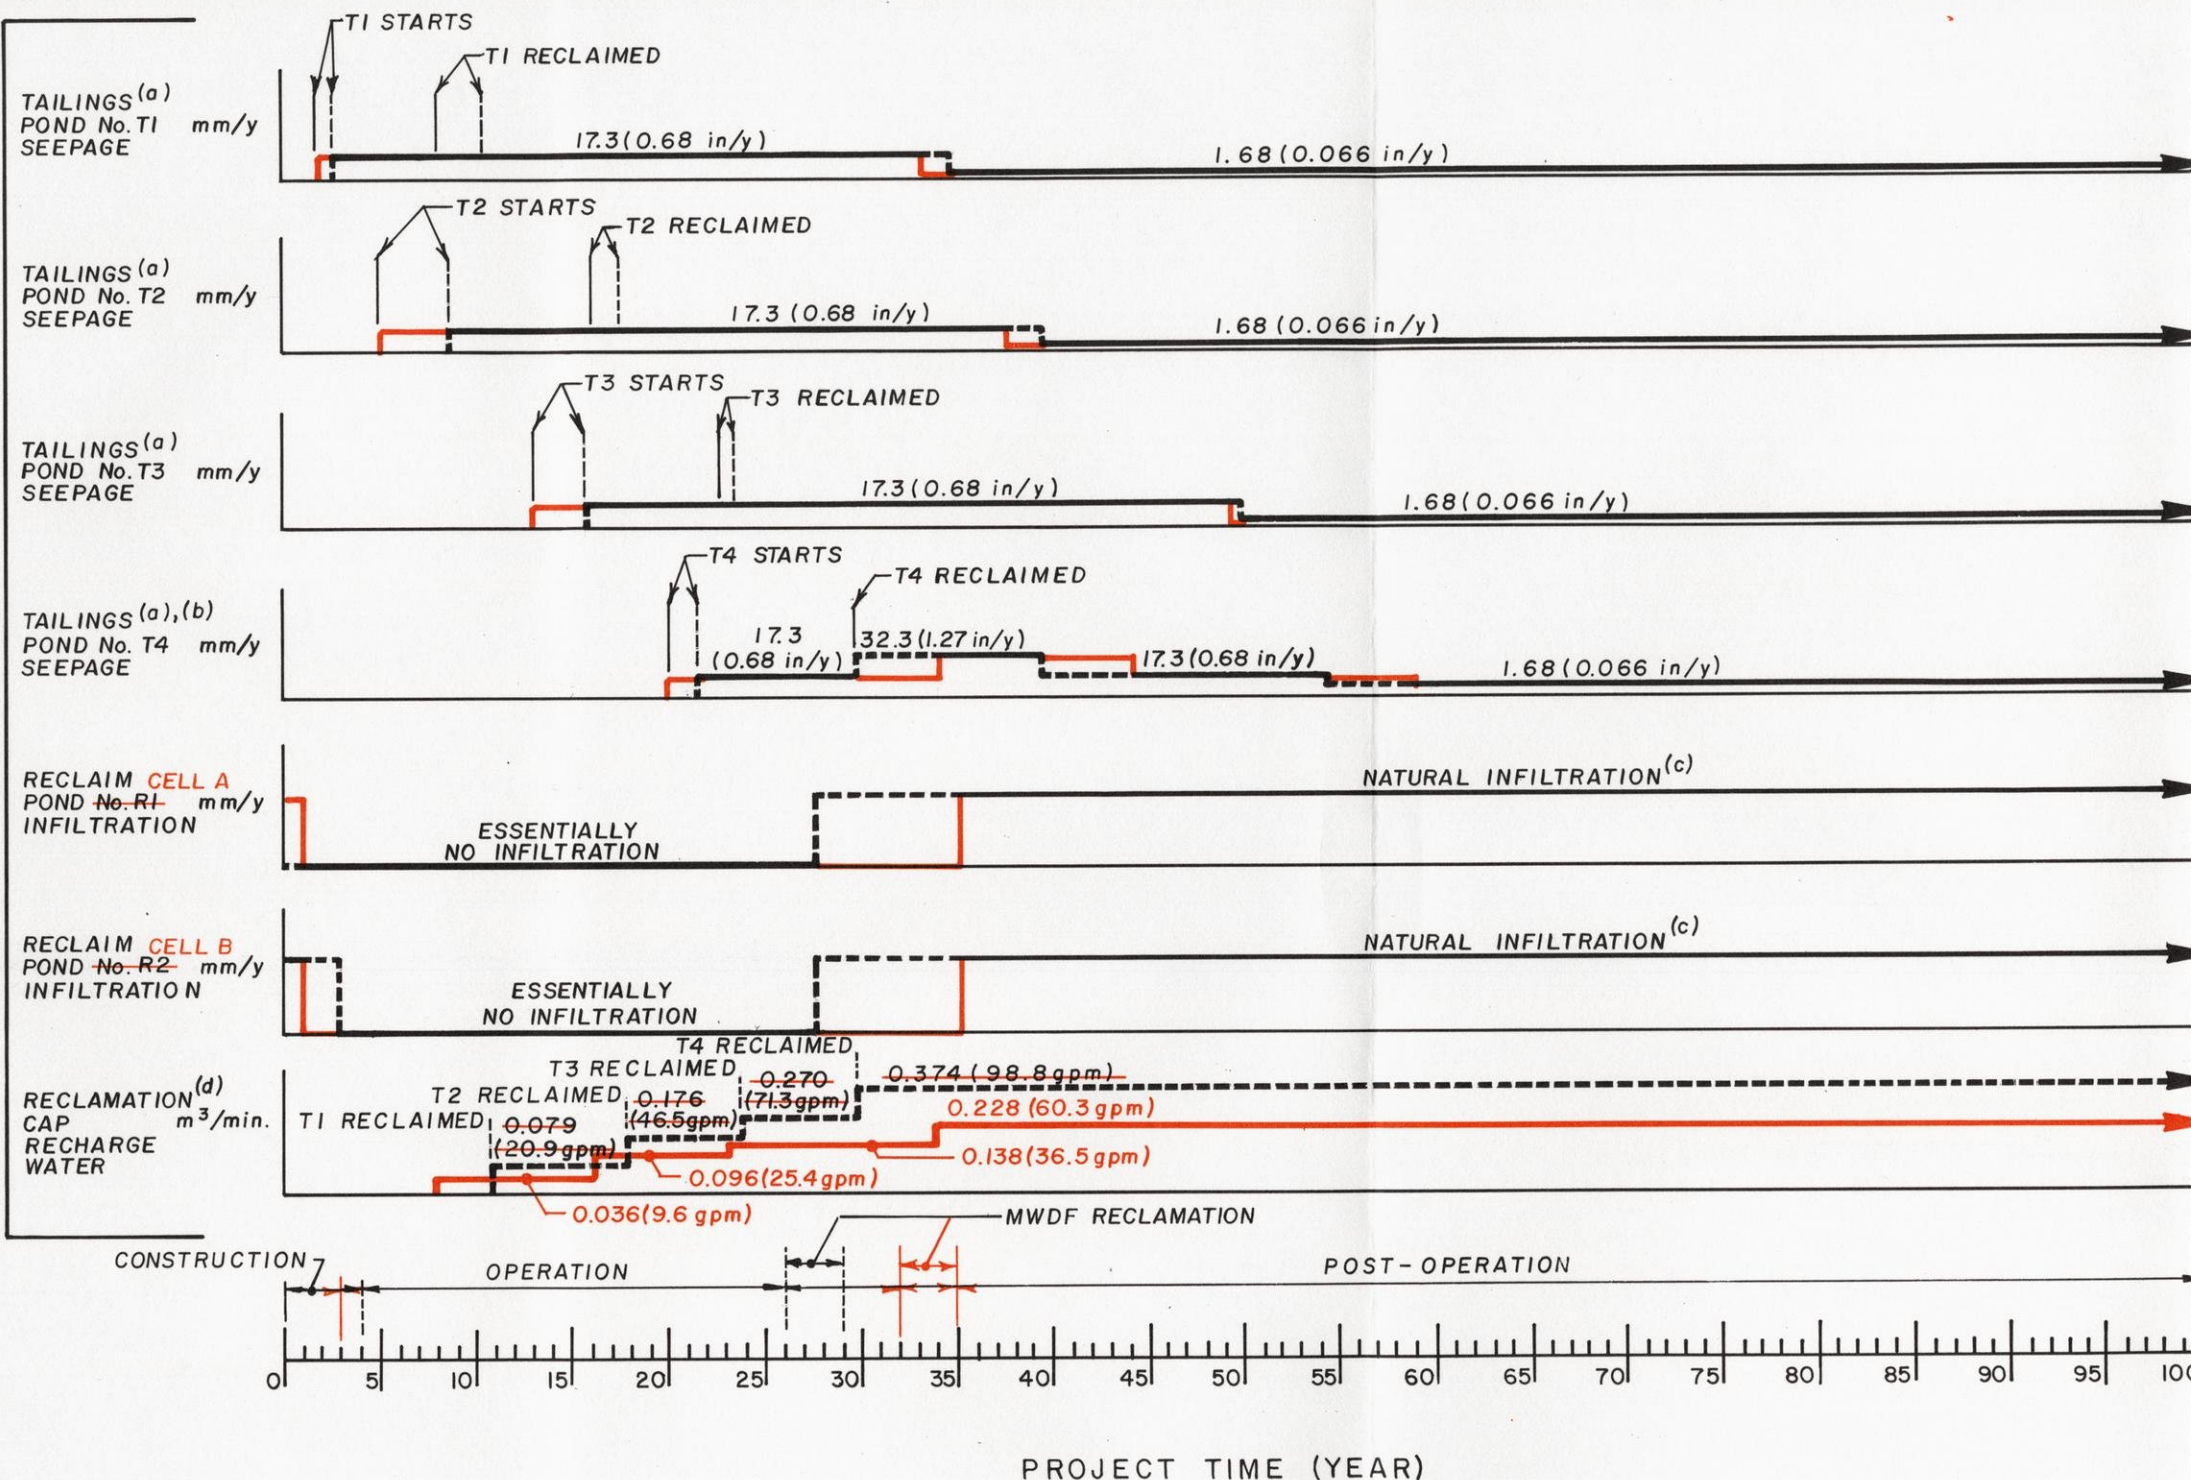 T1 STARTS
T1 RECLAIMED
TAILINGS (a)
POND No. T1 mm/y
SEEPAGE
17.3 (0.68 in/y)
1.68 (0.066 in/y)
T2 STARTS
T2 RECLAIMED
TAILINGS (a)
POND No. T2 mm/y
SEEPAGE
17.3 (0.68 in/y)
1.68 (0.066 in/y)
T3 STARTS
T3 RECLAIMED
TAILINGS (a)
POND No. T3 mm/y
SEEPAGE
17.3 (0.68 in/y)
1.68 (0.066 in/y)
T4 STARTS
T4 RECLAIMED
TAILINGS (a),(b)
POND No. T4 mm/y
SEEPAGE
17.3
(0.68 in/y)
32.3 (1.27 in/y)
17.3 (0.68 in/y)
1.68 (0.066 in/y)
RECLAIM CELL A
POND No. R1 mm/y
INFILTRATION
ESSENTIALLY
NO INFILTRATION
NATURAL INFILTRATION (c)
RECLAIM CELL B
POND No. R2 mm/y
INFILTRATION
ESSENTIALLY
NO INFILTRATION
NATURAL INFILTRATION (c)
RECLAMATION (d)
CAP m³/min.
RECHARGE
WATER
T1 RECLAIMED
0.079
(20.9 gpm)
T2 RECLAIMED
0.176
(46.5 gpm)
T3 RECLAIMED
0.270
(71.3 gpm)
T4 RECLAIMED
0.374 (98.8 gpm)
0.228 (60.3 gpm)
0.138 (36.5 gpm)
0.096 (25.4 gpm)
0.036 (9.6 gpm)
MWDF RECLAMATION
CONSTRUCTION
OPERATION
POST-OPERATION
0 5 10 15 20 25 30 35 40 45 50 55 60 65 70 75 80 85 90 95 100
PROJECT TIME (YEAR)